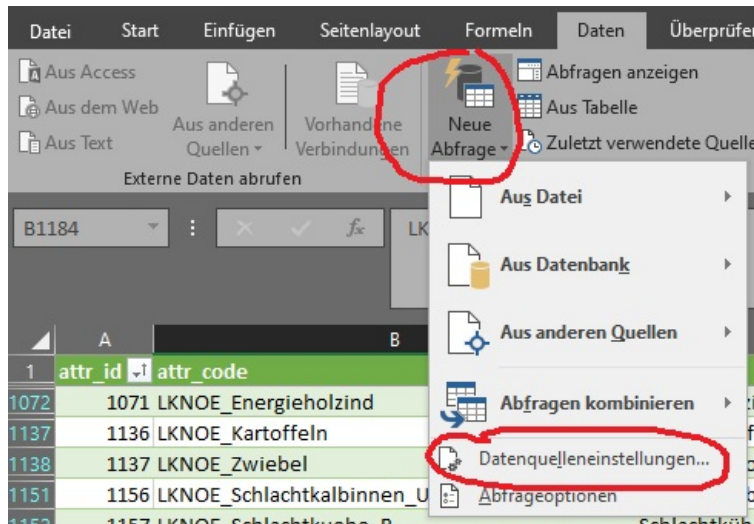 Datei Start Einfügen Seitenlayout Formeln Daten
Aus Access
Aus dem Web
Aus Text
Aus anderen
Quellen
Vorhandene
Verbindungen
Externe Daten abrufen
Neue
Abfrage
Abfragen anzeigen
Aus Tabelle
Zuletzt verwendete
B1184 fx LK
Aus Datei
Aus Datenbank
Aus anderen Quellen
Abfragen kombinieren
Datenquelleneinstellungen...
Abfrageoptionen
A B
1 attr_id attr_code
1072 1071 LKNOE_Energieholzind
1137 1136 LKNOE_Kartoffeln
1138 1137 LKNOE_Zwiebel
1151 1156 LKNOE_Schlachtkalbinnen_U
1157